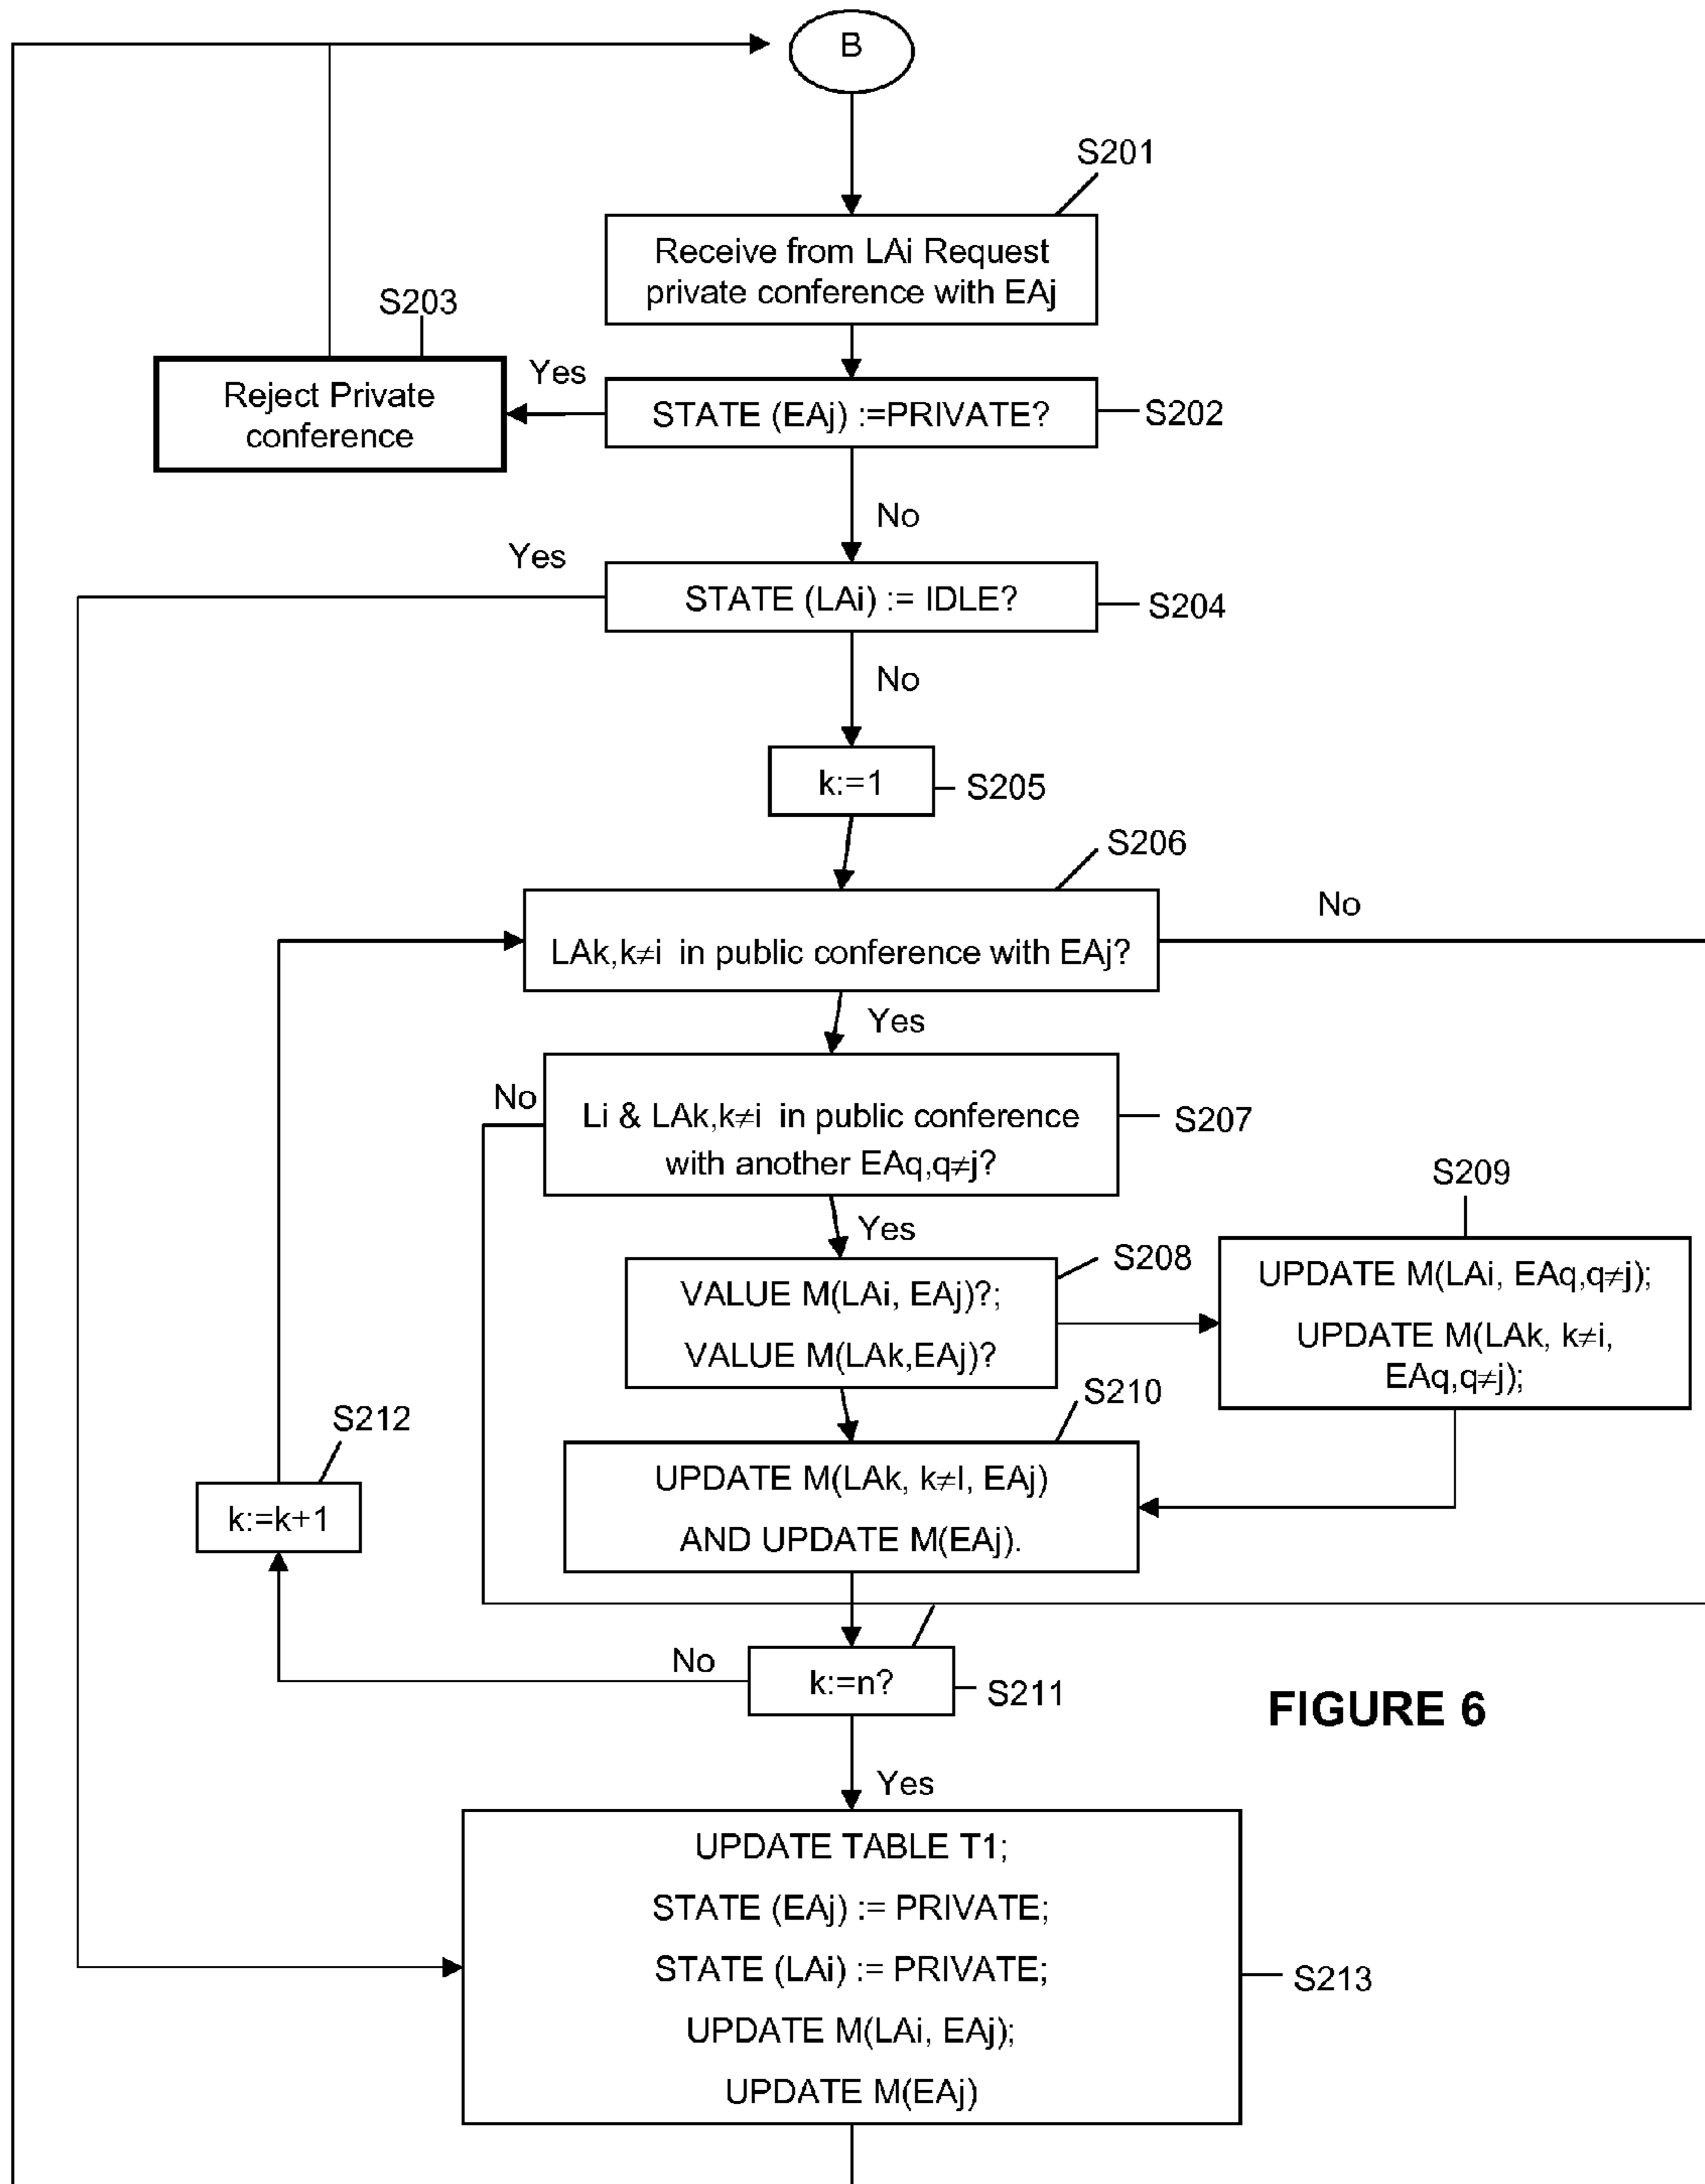 B
S201
Receive from LAi Request
private conference with EAj
S203
Reject Private
conference
Yes
STATE (EAj) :=PRIVATE?
S202
No
Yes
STATE (LAi) := IDLE?
S204
No
k:=1
S205
S206
LAk,k≠i in public conference with EAj?
No
Yes
No
Li & LAk,k≠i in public conference
with another EAq,q≠j?
S207
Yes
S208
VALUE M(LAi, EAj)?;
VALUE M(LAk,EAj)?
S209
UPDATE M(LAi, EAq,q≠j);
UPDATE M(LAk, k≠i,
EAq,q≠j);
S210
UPDATE M(LAk, k≠I, EAj)
AND UPDATE M(EAj).
S212
k:=k+1
No
k:=n?
S211
FIGURE 6
Yes
UPDATE TABLE T1;
STATE (EAj) := PRIVATE;
STATE (LAi) := PRIVATE;
UPDATE M(LAi, EAj);
UPDATE M(EAj)
S213